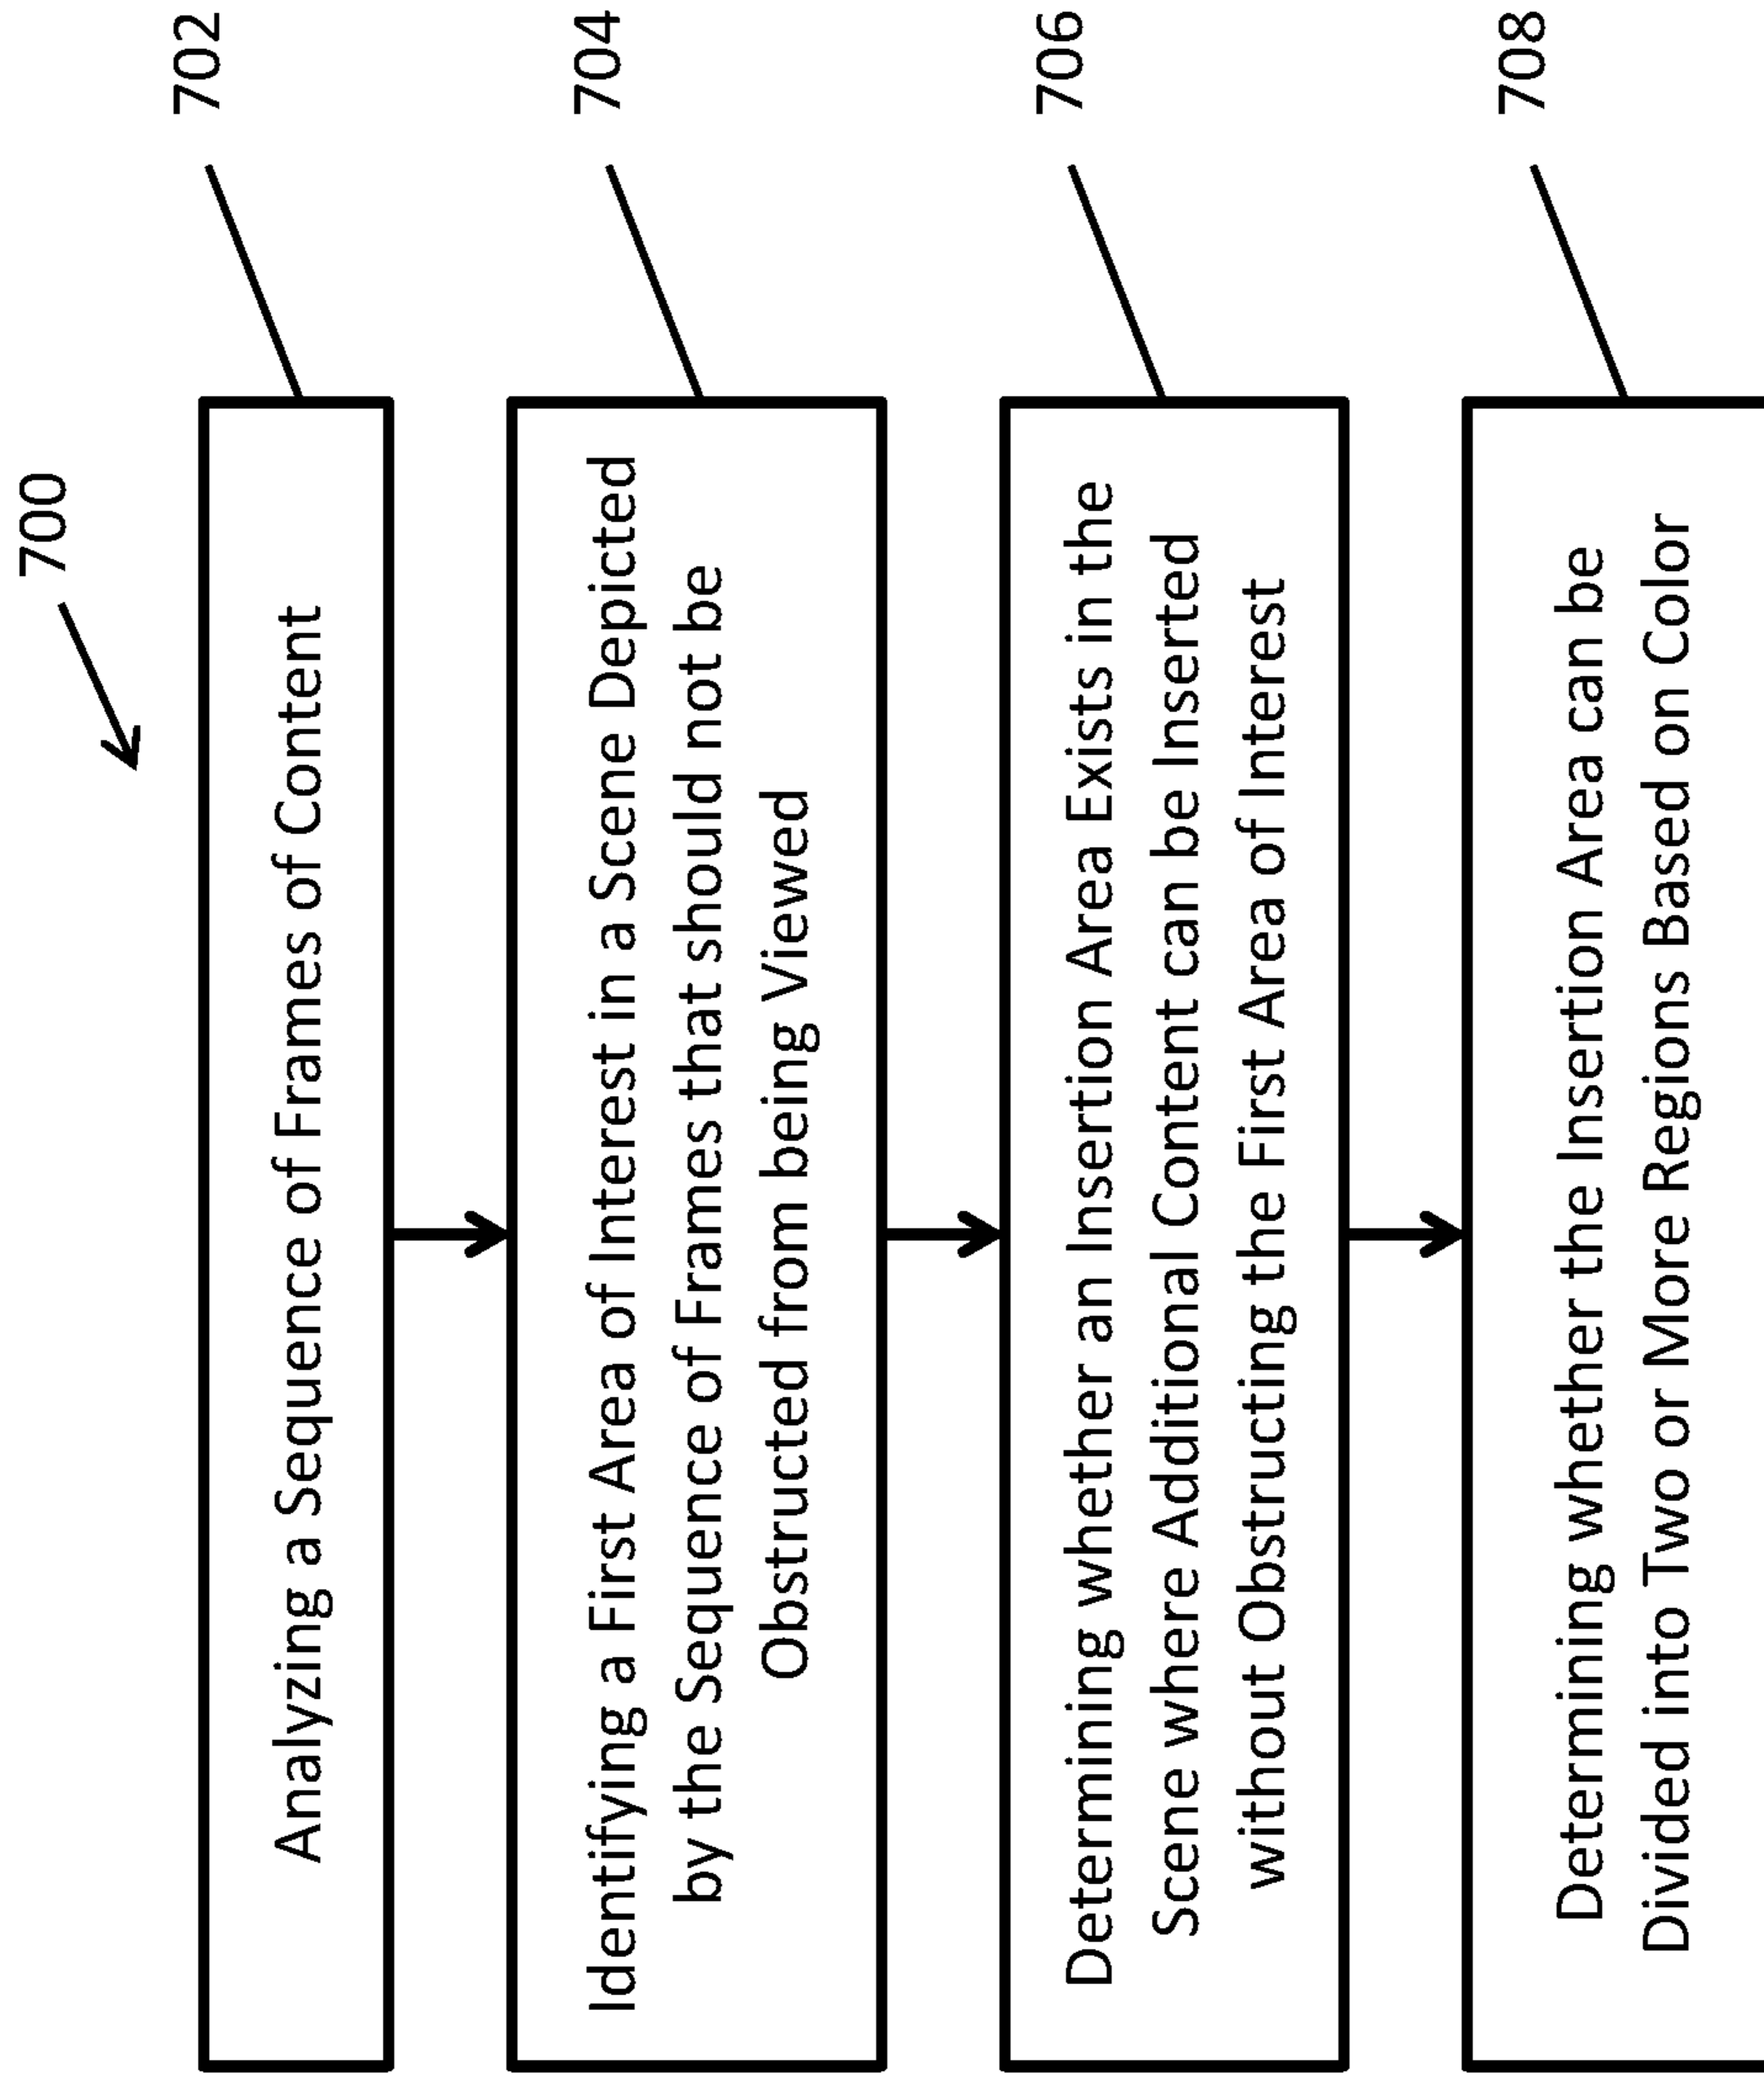 700
702
Analyzing a Sequence of Frames of Content
704
Identifying a First Area of Interest in a Scene Depicted
by the Sequence of Frames that should not be
Obstructed from being Viewed
706
Determining whether an Insertion Area Exists in the
Scene where Additional Content can be Inserted
without Obstructing the First Area of Interest
708
Determining whether the Insertion Area can be
Divided into Two or More Regions Based on Color